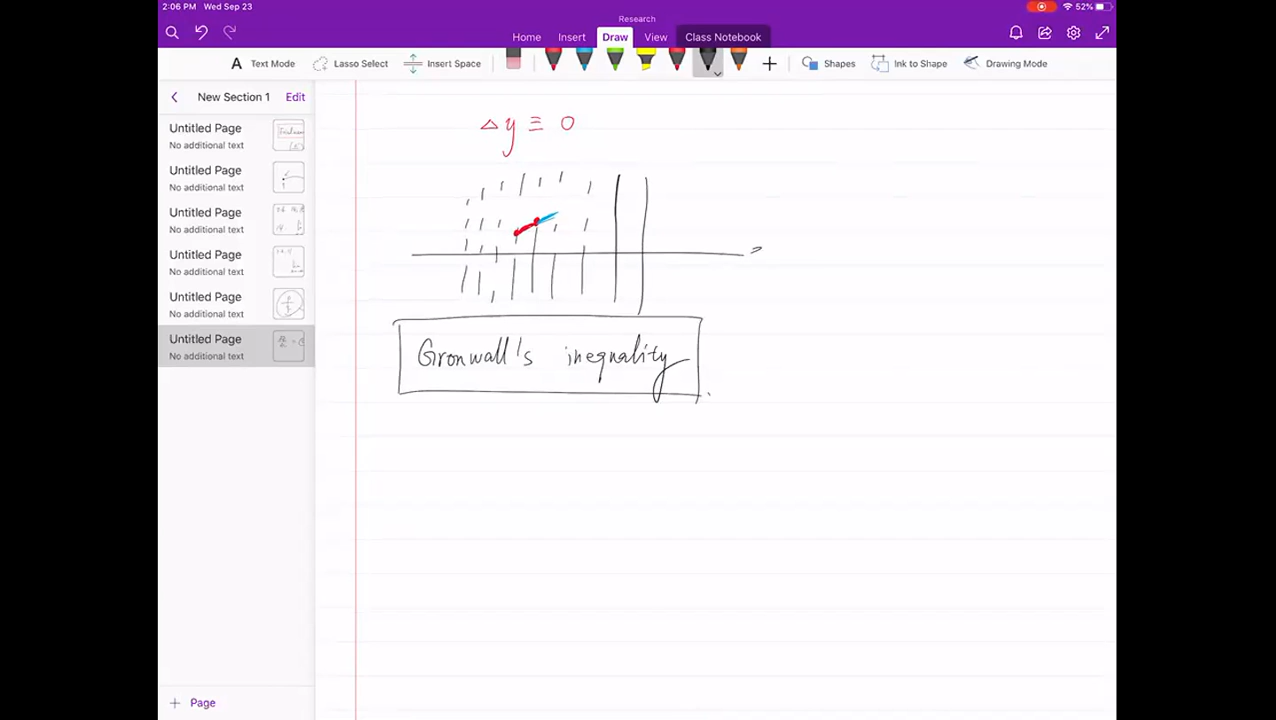 2:06 PM Wed Sep 23
52%
Research
Home Insert Draw View Class Notebook
Text Mode Lasso Select Insert Space Shapes Ink to Shape Drawing Mode
New Section 1 Edit
Untitled Page
No additional text
Untitled Page
No additional text
Untitled Page
No additional text
Untitled Page
No additional text
Untitled Page
No additional text
Untitled Page
No additional text
Page
△y ≡ 0
Gronwall's inequality